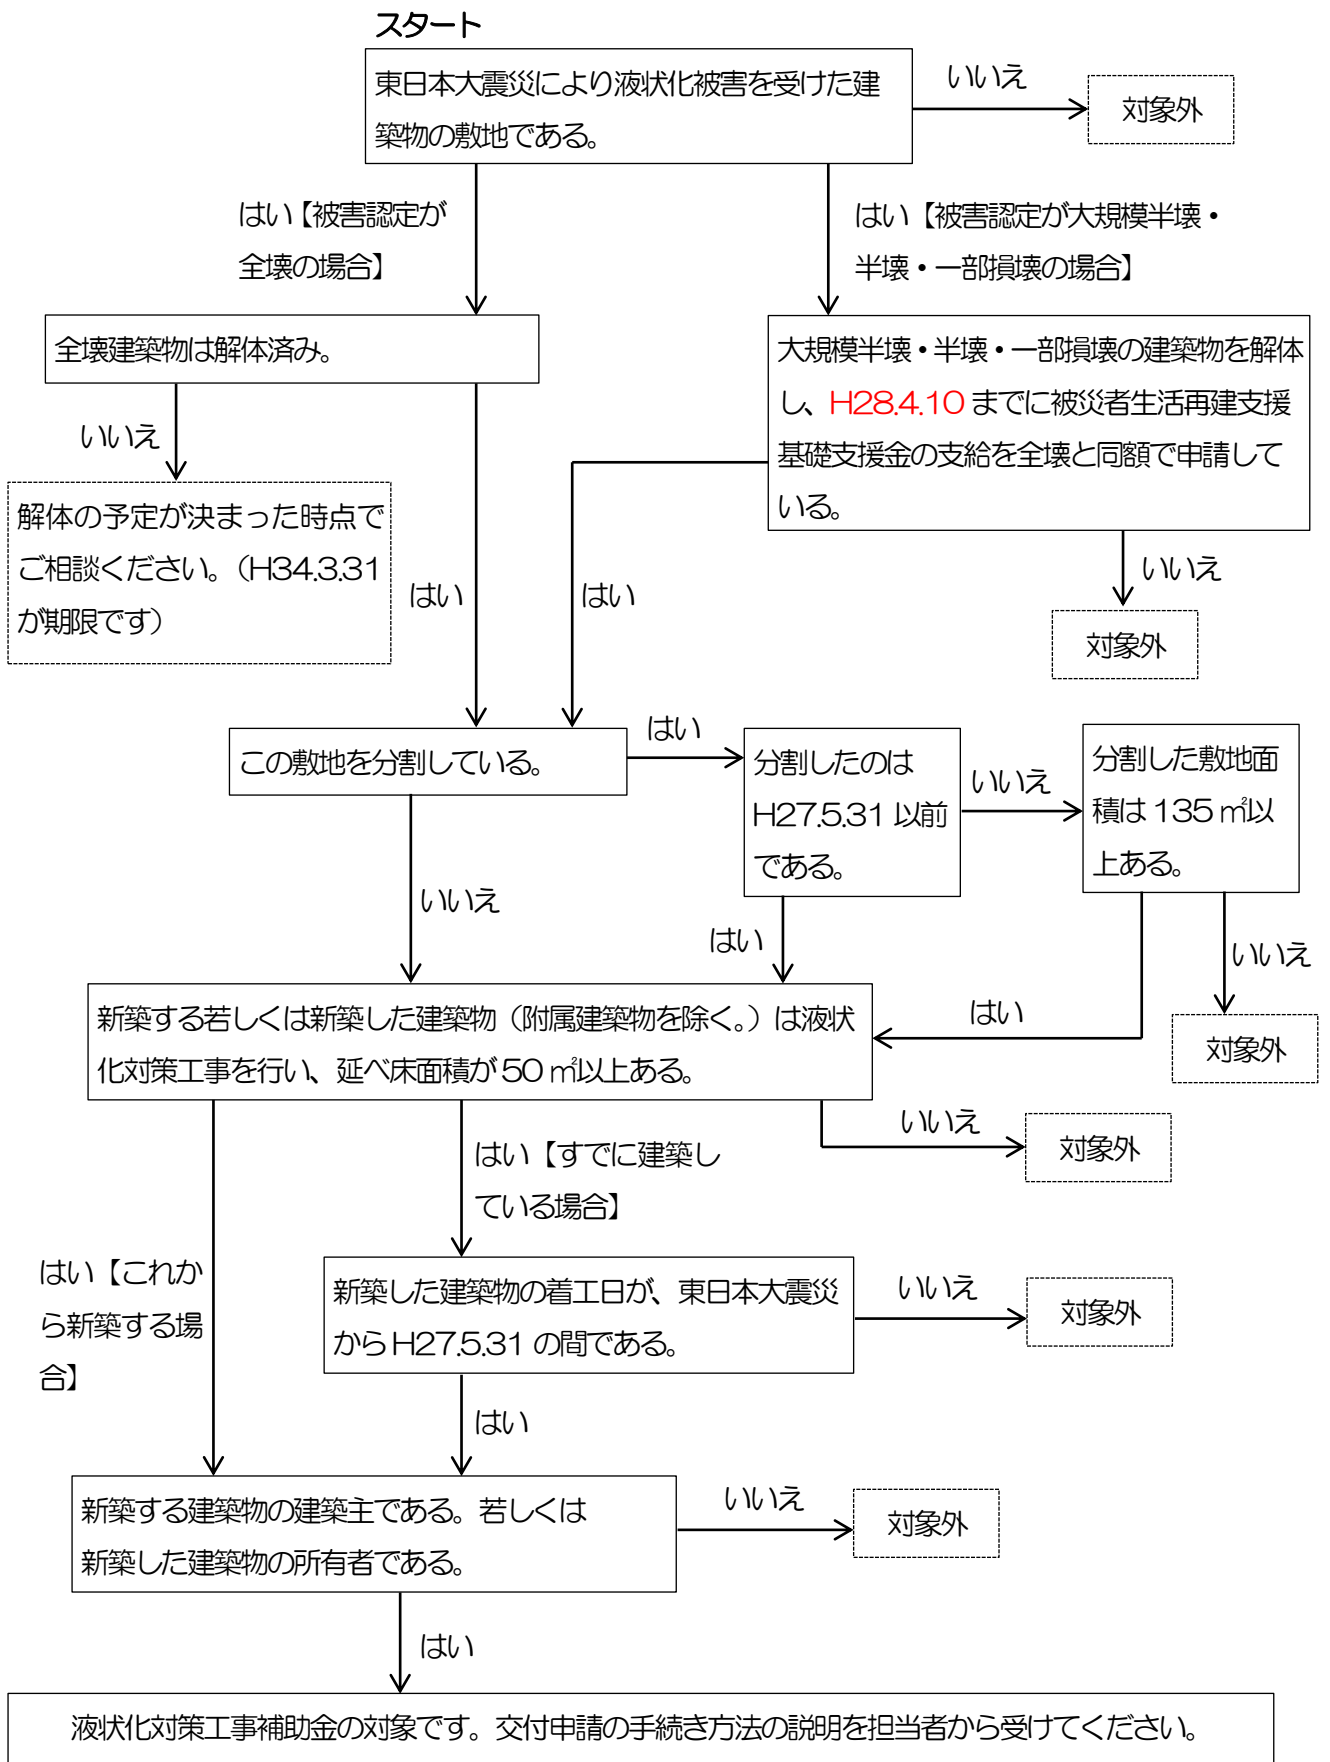 スタート
東日本大震災により液状化被害を受けた建
築物の敷地である。
いいえ
対象外
はい【被害認定が
全壊の場合】
はい【被害認定が大規模半壊・
半壊・一部損壊の場合】
全壊建築物は解体済み。
大規模半壊・半壊・一部損壊の建築物を解体
し、H28.4.10 までに被災者生活再建支援
基礎支援金の支給を全壊と同額で申請して
いる。
いいえ
解体の予定が決まった時点で
ご相談ください。（H34.3.31
が期限です）
はい
はい
いいえ
対象外
この敷地を分割している。
はい
分割したのは
H27.5.31 以前
である。
いいえ
分割した敷地面
積は 135 ㎡以
上ある。
いいえ
はい
いいえ
対象外
はい
新築する若しくは新築した建築物（附属建築物を除く。）は液状
化対策工事を行い、延べ床面積が 50 ㎡以上ある。
いいえ
対象外
はい【すでに建築し
ている場合】
はい【これか
ら新築する場
合】
新築した建築物の着工日が、東日本大震災
から H27.5.31 の間である。
いいえ
対象外
はい
新築する建築物の建築主である。若しくは
新築した建築物の所有者である。
いいえ
対象外
はい
液状化対策工事補助金の対象です。交付申請の手続き方法の説明を担当者から受けてください。